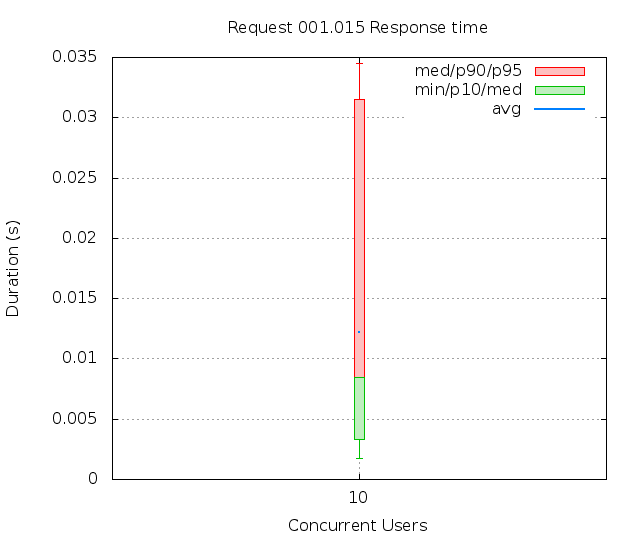 Request 001.015 Response time
0.035
med/p90/p95
min/p10/med
avg
0.03
0.025
0.02
0.015
0.01
0.005
0
Duration (s)
10
Concurrent Users